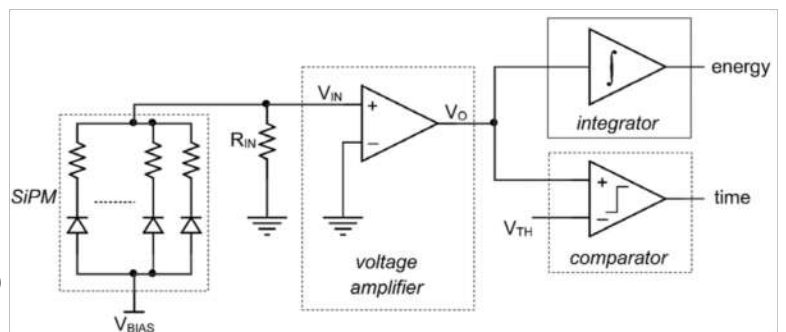 SiPM
V_BIAS
R_IN
V_IN
+
−
V_O
voltage
amplifier
∫
energy
integrator
+
−
V_TH
time
comparator